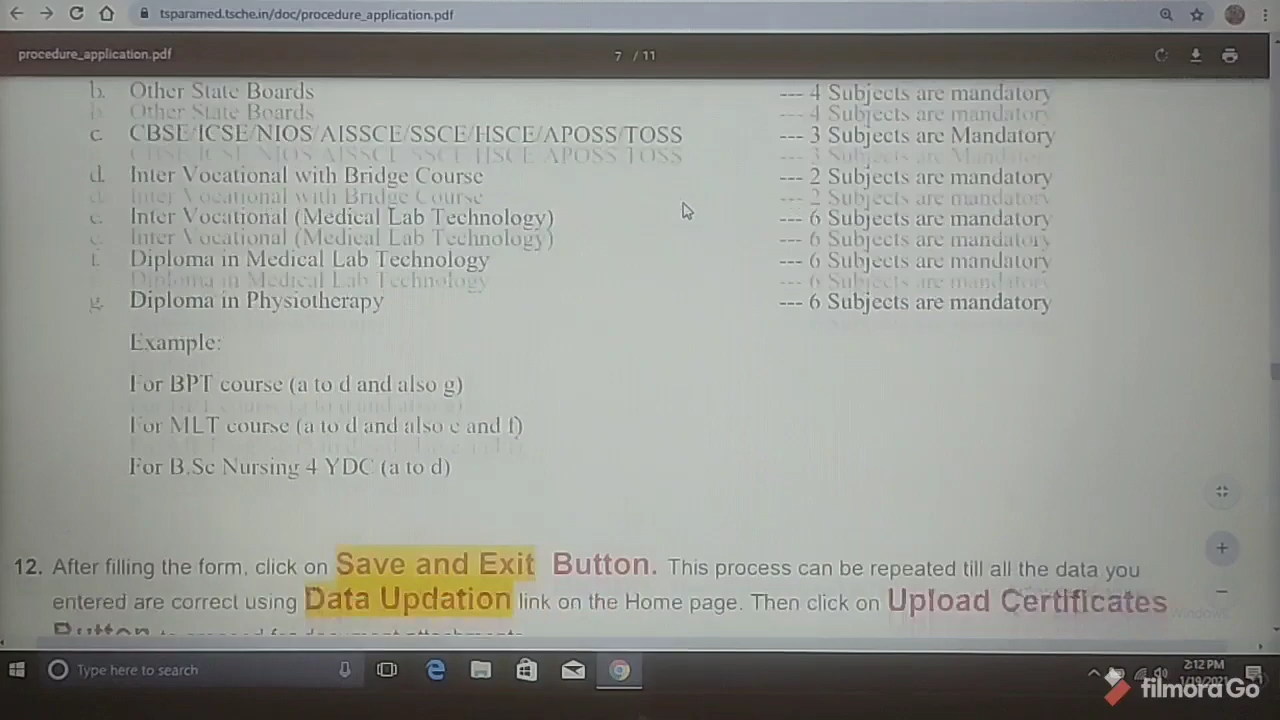 tsparamed.tsche.in/doc/procedure_application.pdf
procedure_application.pdf
7 / 11
b. Other State Boards --- 4 Subjects are mandatory
c. CBSE/ICSE/NIOS/AISSCE/SSCE/HSCE/APOSS/TOSS --- 3 Subjects are Mandatory
d. Inter Vocational with Bridge Course --- 2 Subjects are mandatory
e. Inter Vocational (Medical Lab Technology) --- 6 Subjects are mandatory
f. Diploma in Medical Lab Technology --- 6 Subjects are mandatory
g. Diploma in Physiotherapy --- 6 Subjects are mandatory
Example:
For BPT course (a to d and also g)
For MLT course (a to d and also e and f)
For B.Sc Nursing 4 YDC (a to d)
12. After filling the form, click on Save and Exit Button. This process can be repeated till all the data you
entered are correct using Data Updation link on the Home page. Then click on Upload Certificates
Button
Type here to search
2:12 PM
1/19/2021
filmoraGo